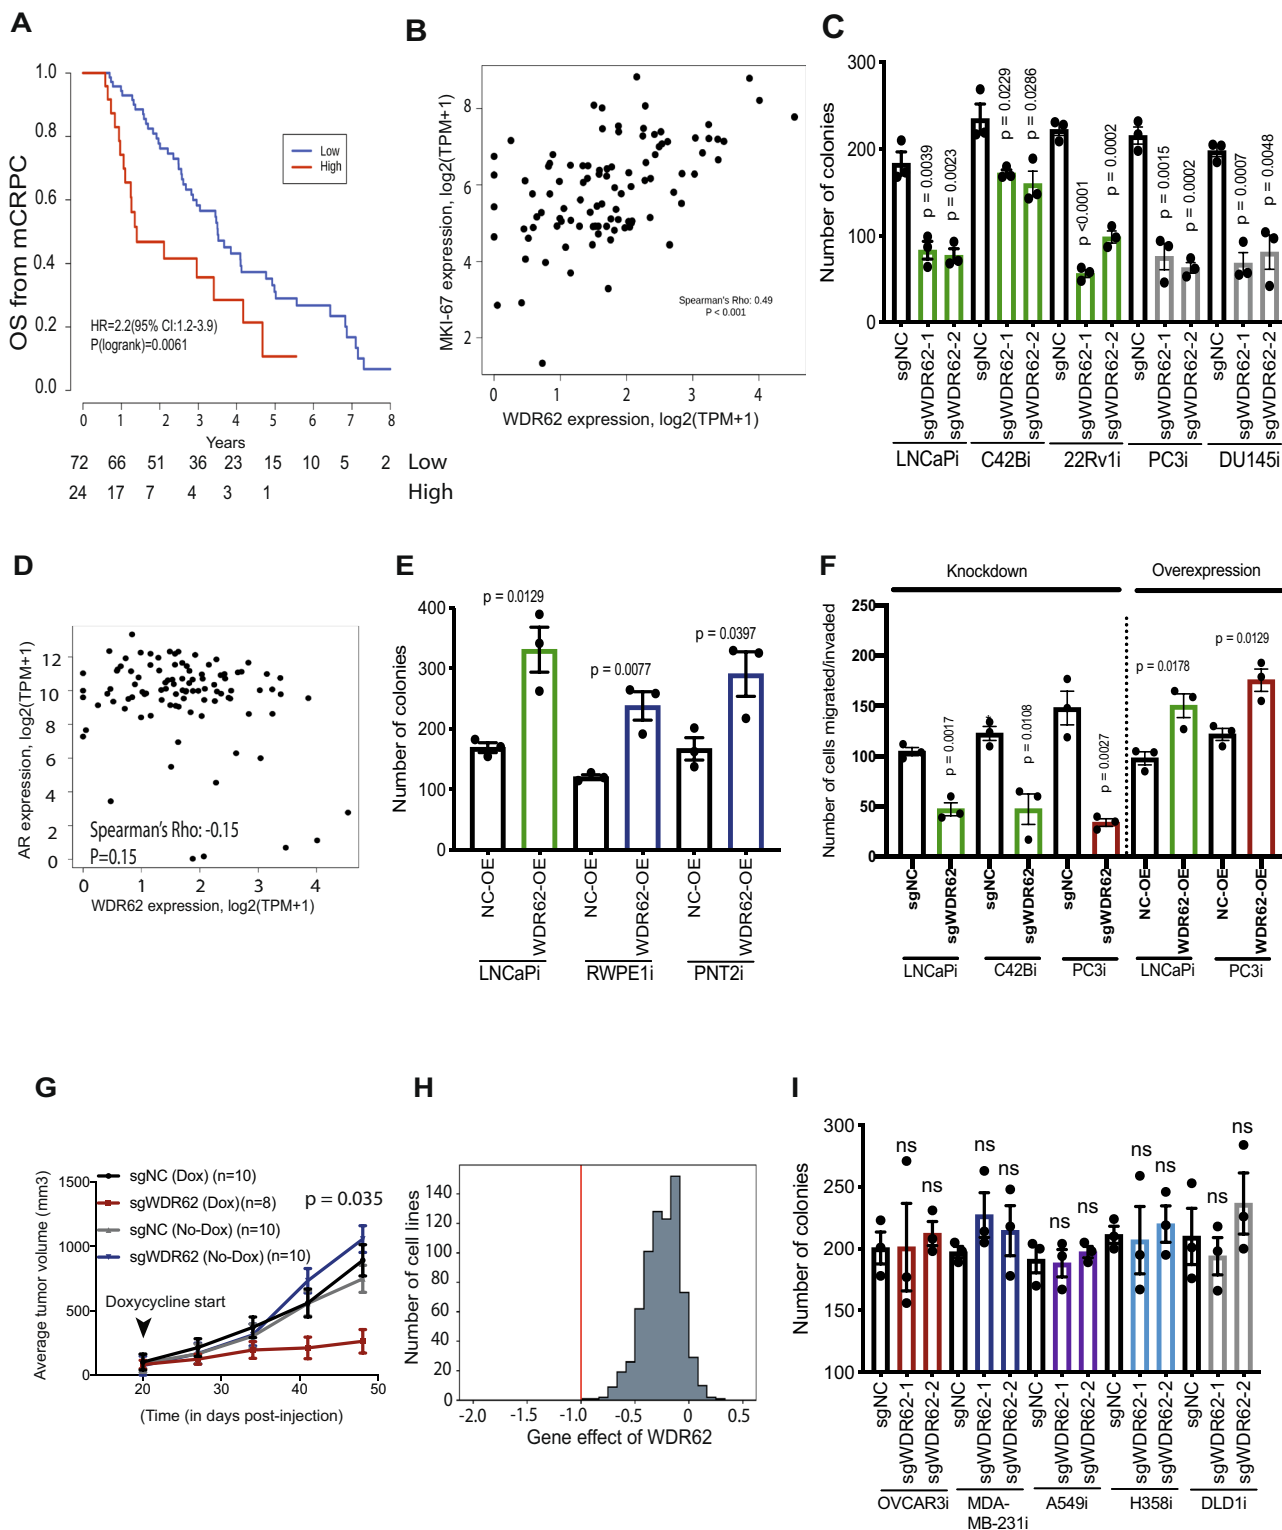 A
OS from mCRPC
1.0
0.8
0.6
0.4
0.2
0.0
Low
High
HR=2.2(95% CI:1.2-3.9)
P(logrank)=0.0061
0 1 2 3 4 5 6 7 8
Years
72 66 51 36 23 15 10 5 2 Low
24 17 7 4 3 1 High
B
MKI-67 expression, log2(TPM+1)
8
6
4
2
Spearman's Rho: 0.49
P < 0.001
0 1 2 3 4
WDR62 expression, log2(TPM+1)
C
Number of colonies
300
200
100
0
p = 0.0039
p = 0.0023
p = 0.0229
p = 0.0286
p <0.0001
p = 0.0002
p = 0.0015
p = 0.0002
p = 0.0007
p = 0.0048
sgNC
sgWDR62-1
sgWDR62-2
sgNC
sgWDR62-1
sgWDR62-2
sgNC
sgWDR62-1
sgWDR62-2
sgNC
sgWDR62-1
sgWDR62-2
sgNC
sgWDR62-1
sgWDR62-2
LNCaPi C42Bi 22Rv1i PC3i DU145i
D
AR expression, log2(TPM+1)
12
10
8
6
4
2
0
Spearman's Rho: -0.15
P=0.15
0 1 2 3 4
WDR62 expression, log2(TPM+1)
E
Number of colonies
400
300
200
100
0
p = 0.0129
p = 0.0077
p = 0.0397
NC-OE
WDR62-OE
NC-OE
WDR62-OE
NC-OE
WDR62-OE
LNCaPi RWPE1i PNT2i
F
Knockdown Overexpression
Number of cells migrated/invaded
250
200
150
100
50
0
p = 0.0017
p = 0.0108
p = 0.0027
p = 0.0178
p = 0.0129
sgNC
sgWDR62
sgNC
sgWDR62
sgNC
sgWDR62
NC-OE
WDR62-OE
NC-OE
WDR62-OE
LNCaPi C42Bi PC3i LNCaPi PC3i
G
Average tumor volume (mm3)
1500
1000
500
0
sgNC (Dox) (n=10)
sgWDR62 (Dox)(n=8)
sgNC (No-Dox) (n=10)
sgWDR62 (No-Dox) (n=10)
p = 0.035
Doxycycline start
20 30 40 50
(Time (in days post-injection)
H
Number of cell lines
140
120
100
80
60
40
20
0
-2.0 -1.5 -1.0 -0.5 0 0.5
Gene effect of WDR62
I
Number of colonies
300
250
200
150
100
ns
ns
ns
ns
ns
ns
ns
ns
ns
ns
sgNC
sgWDR62-1
sgWDR62-2
sgNC
sgWDR62-1
sgWDR62-2
sgNC
sgWDR62-1
sgWDR62-2
sgNC
sgWDR62-1
sgWDR62-2
sgNC
sgWDR62-1
sgWDR62-2
OVCAR3i MDA- A549i H358i DLD1i
MB-231i